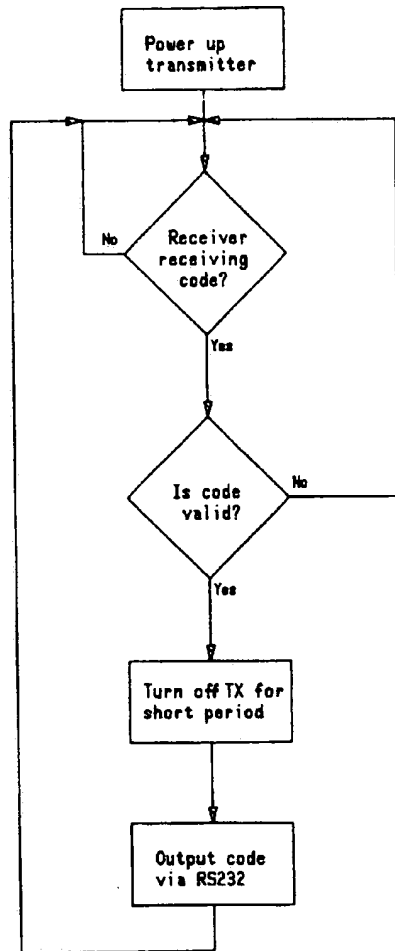 Power up
transmitter
No
Receiver
receiving
code?
Yes
Is code
valid?
No
Yes
Turn off TX for
short period
Output code
via RS232